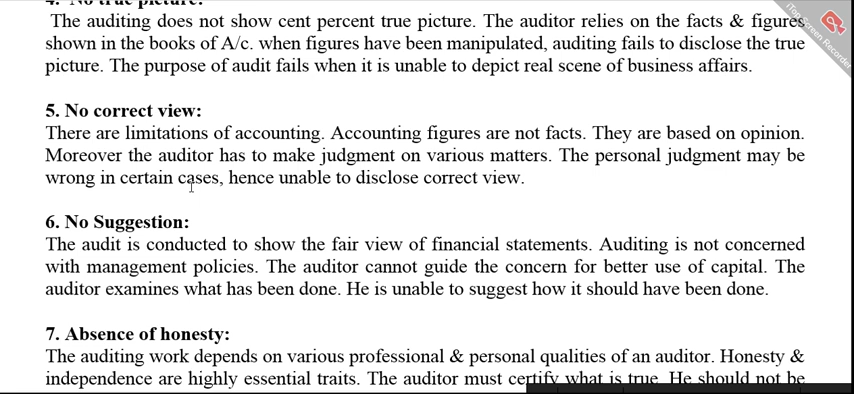 4. No true picture:
The auditing does not show cent percent true picture. The auditor relies on the facts & figures
shown in the books of A/c. when figures have been manipulated, auditing fails to disclose the true
picture. The purpose of audit fails when it is unable to depict real scene of business affairs.
5. No correct view:
There are limitations of accounting. Accounting figures are not facts. They are based on opinion.
Moreover the auditor has to make judgment on various matters. The personal judgment may be
wrong in certain cases, hence unable to disclose correct view.
6. No Suggestion:
The audit is conducted to show the fair view of financial statements. Auditing is not concerned
with management policies. The auditor cannot guide the concern for better use of capital. The
auditor examines what has been done. He is unable to suggest how it should have been done.
7. Absence of honesty:
The auditing work depends on various professional & personal qualities of an auditor. Honesty &
independence are highly essential traits. The auditor must certify what is true. He should not be
iTop Screen Recorder